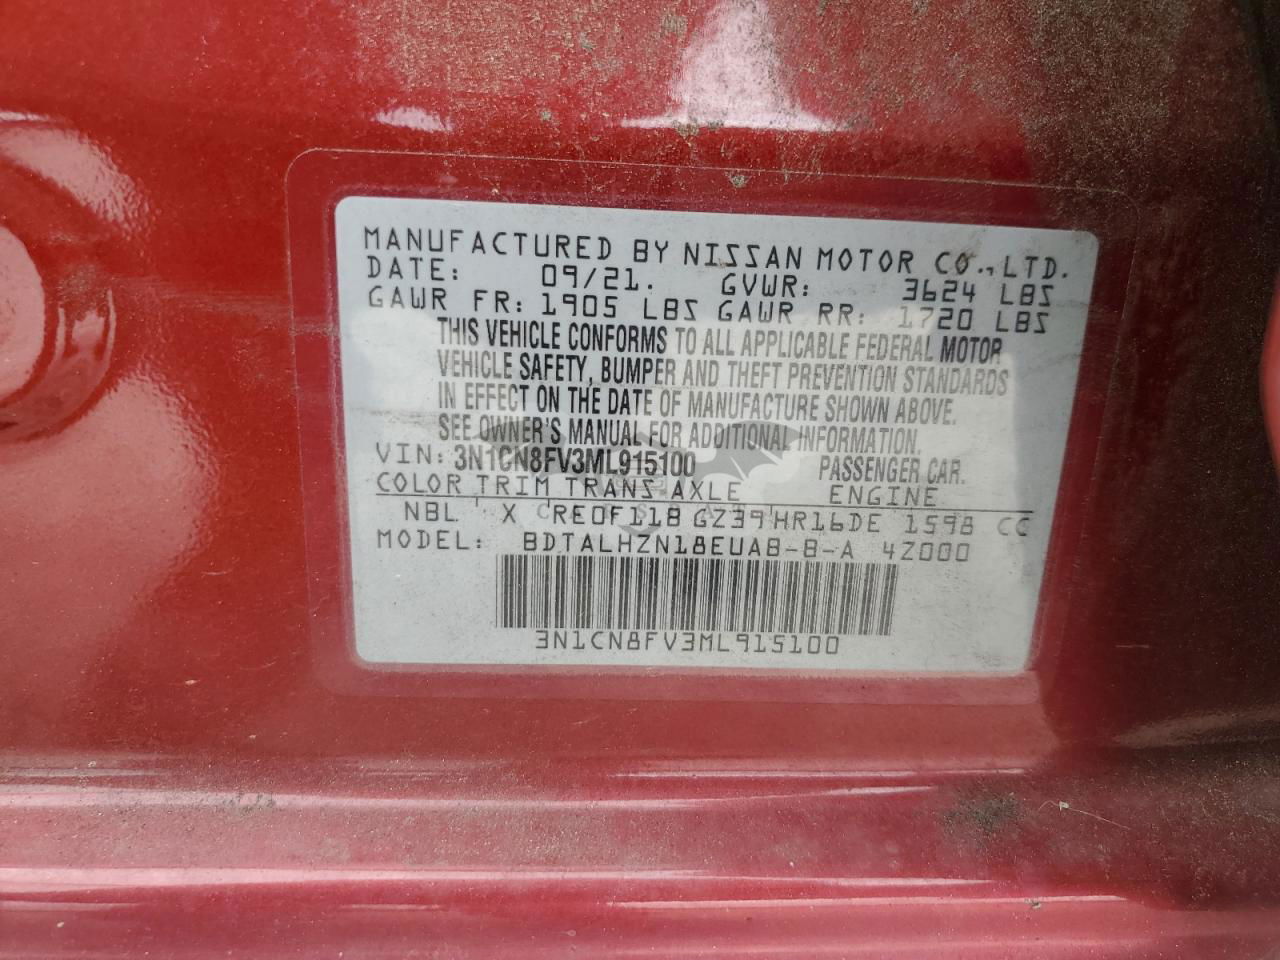 MANUFACTURED BY NISSAN MOTOR CO., LTD.
DATE: 09/21. GVWR: 3624 LBS
GAWR FR: 1905 LBS GAWR RR: 1720 LBS
THIS VEHICLE CONFORMS TO ALL APPLICABLE FEDERAL MOTOR
VEHICLE SAFETY, BUMPER AND THEFT PREVENTION STANDARDS
IN EFFECT ON THE DATE OF MANUFACTURE SHOWN ABOVE.
SEE OWNER'S MANUAL FOR ADDITIONAL INFORMATION.
VIN: 3N1CN8FV3ML915100 PASSENGER CAR.
COLOR TRIM TRANS AXLE ENGINE
NBL X RE0F11B GZ39 HR16DE 1598 CC
MODEL: BDTALHZN18EUAB-B-A 4Z000
3N1CN8FV3ML915100